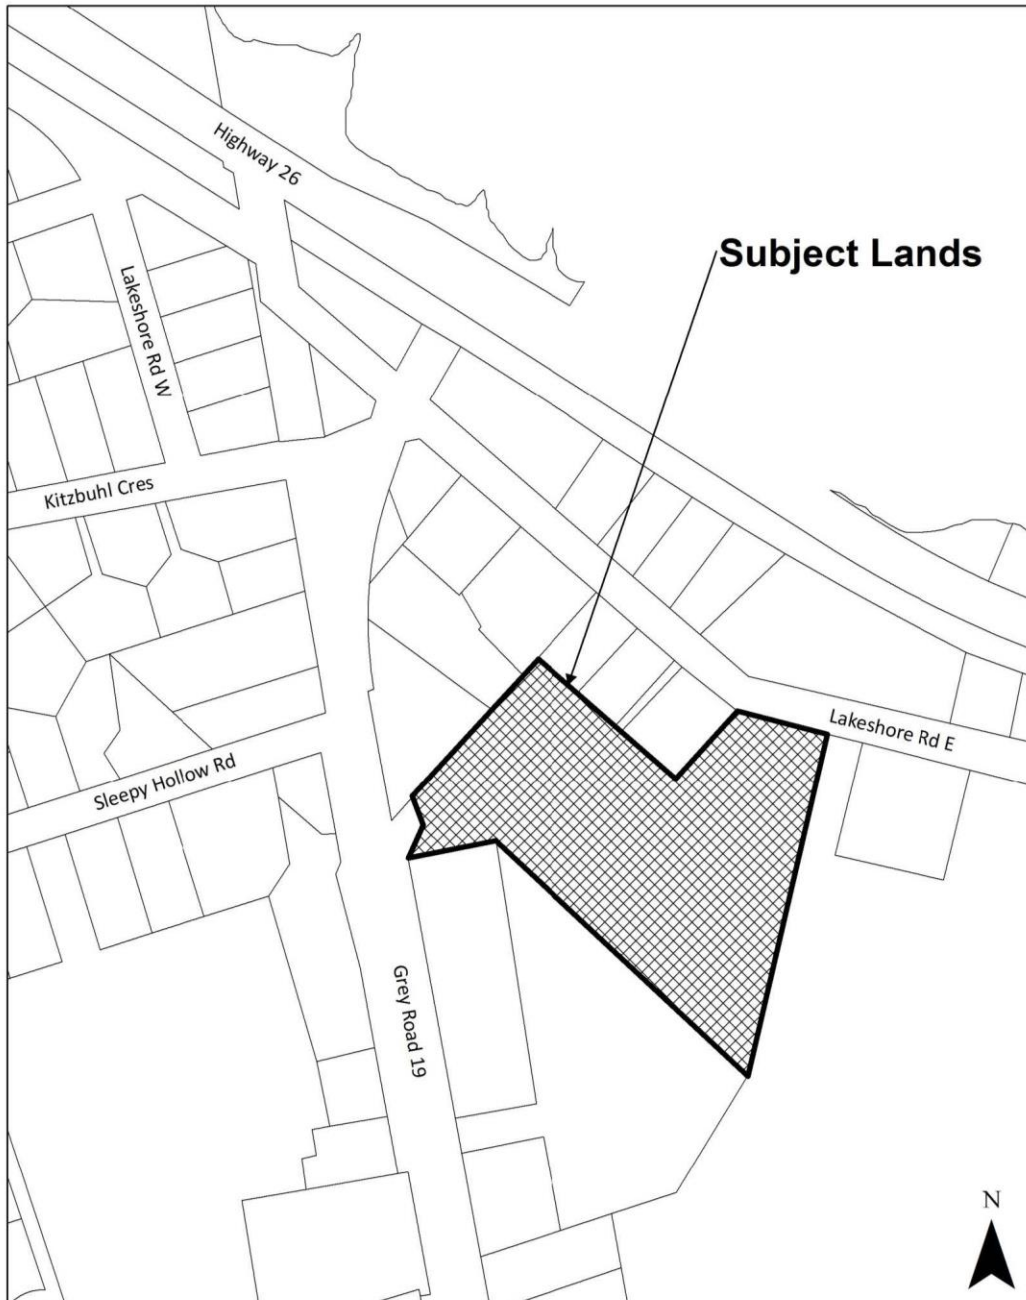 Highway 26
Subject Lands
Lakeshore Rd W
Kitzbuhl Cres
Lakeshore Rd E
Sleepy Hollow Rd
Grey Road 19
N